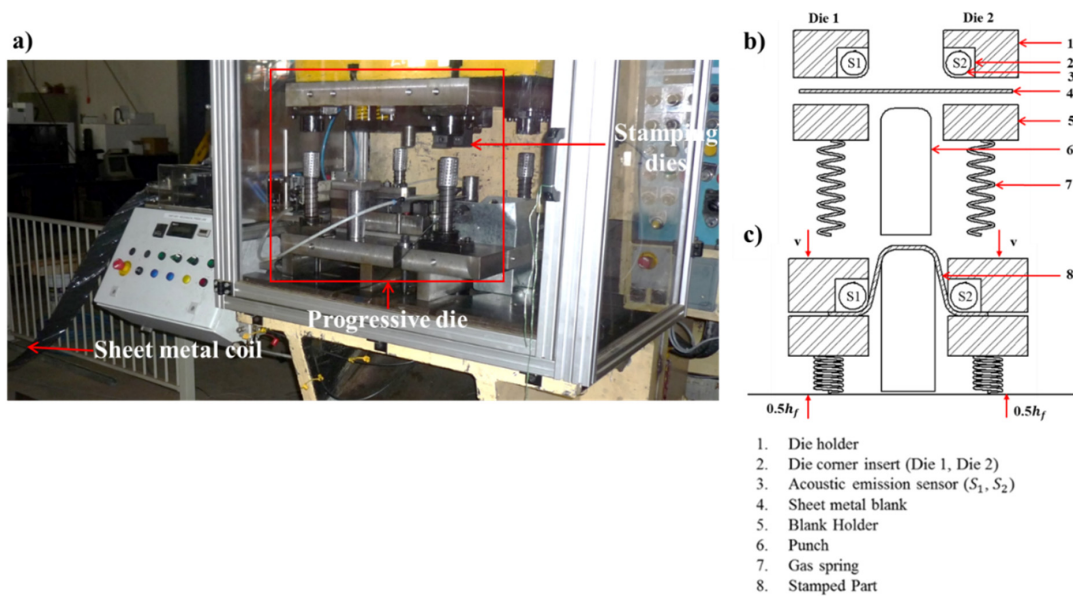 a)
Stamping
dies
Progressive die
Sheet metal coil
b)
Die 1
Die 2
S1
S2
1
2
3
4
5
6
7
c)
v
v
S1
S2
8
0.5h_f
0.5h_f
1. Die holder
2. Die corner insert (Die 1, Die 2)
3. Acoustic emission sensor (S₁, S₂)
4. Sheet metal blank
5. Blank Holder
6. Punch
7. Gas spring
8. Stamped Part